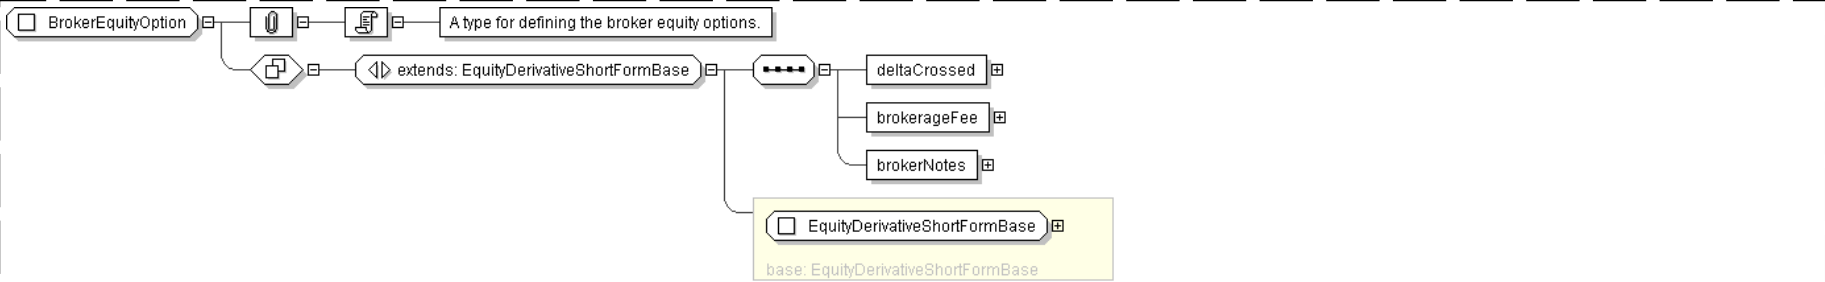 BrokerEquityOption
A type for defining the broker equity options.
extends: EquityDerivativeShortFormBase
deltaCrossed
brokerageFee
brokerNotes
EquityDerivativeShortFormBase
base: EquityDerivativeShortFormBase